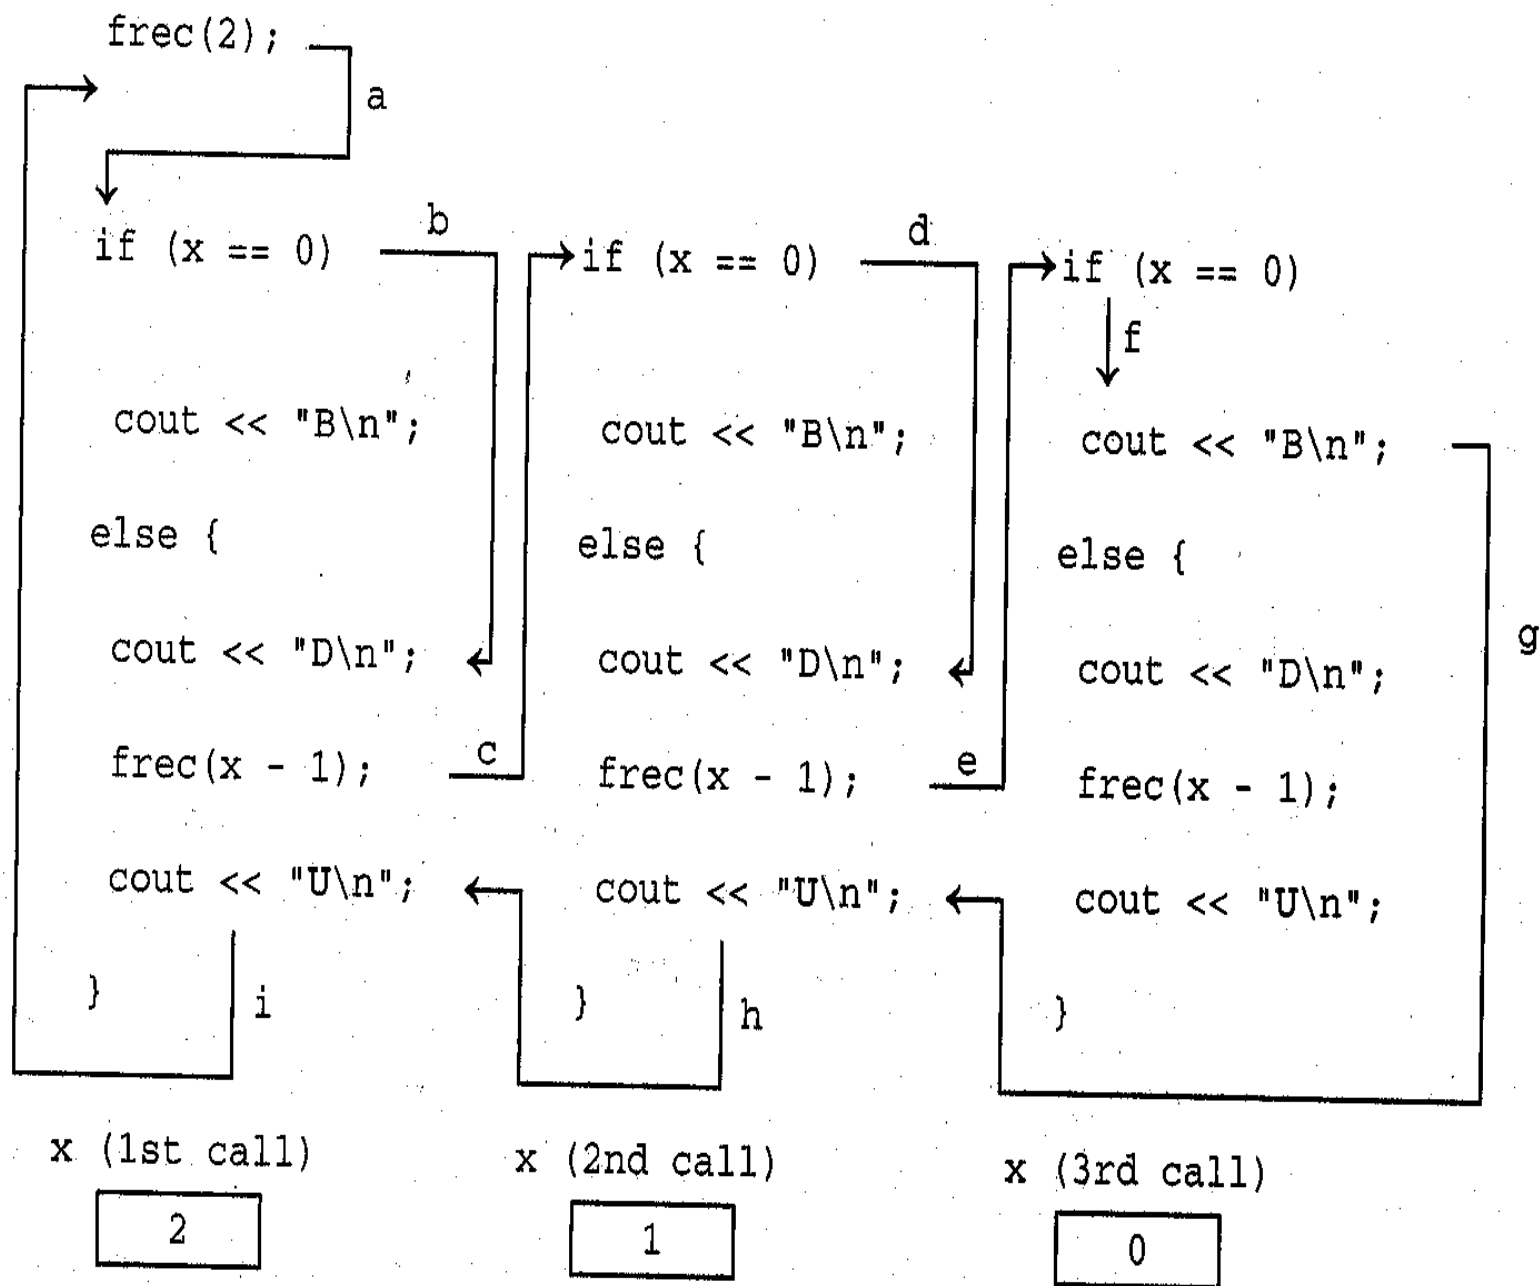 frec(2);
a
b
d
if (x == 0)
if (x == 0)
if (x == 0)
f
cout << "B\n";
cout << "B\n";
cout << "B\n";
else {
else {
else {
g
cout << "D\n";
cout << "D\n";
cout << "D\n";
c
e
frec(x - 1);
frec(x - 1);
frec(x - 1);
cout << "U\n";
cout << "U\n";
cout << "U\n";
}
i
}
h
}
x (1st call)
x (2nd call)
x (3rd call)
2
1
0